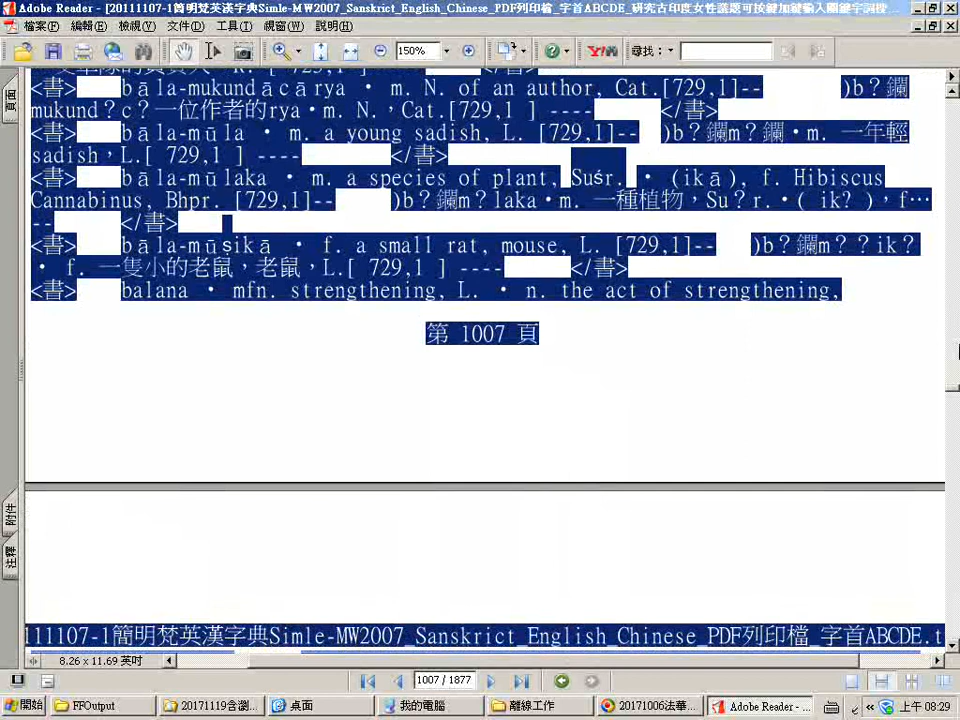 Adobe Reader - [20111107-1簡明梵英漢字典Simle-MW2007_Sanskrict_English_Chinese_PDF列印檔_字首ABCDE_研究古印度女性議題可按鍵加鍵輸入關鍵字詞搜
檔案(F) 編輯(E) 檢視(V) 文件(D) 工具(T) 視窗(W) 說明(H)
150% Y! 尋找：
頁面
<書> bāla-mukundācārya ・ m. N. of an author, Cat.[729,1]-- )b？鑭
mukund？c？一位作者的rya・m. N.，Cat.[729,1 ] ---- </書>
<書> bāla-mūla ・ m. a young sadish, L. [729,1]-- )b？鑭m？鑭・m. 一年輕
sadish，L.[ 729,1 ] ---- </書>
<書> bāla-mūlaka ・ m. a species of plant, Suśr. ・ (ikā), f. Hibiscus
Cannabinus, Bhpr. [729,1]-- )b？鑭m？laka・m. 一種植物，Su？r.・( ik? )，f…
-- </書>
<書> bāla-mūṣikā ・ f. a small rat, mouse, L. [729,1]-- )b？鑭m？？ik？
・ f. 一隻小的老鼠，老鼠，L.[ 729,1 ] ---- </書>
<書> balana ・ mfn. strengthening, L. ・ n. the act of strengthening,
第 1007 頁
附件
注釋
111107-1簡明梵英漢字典Simle-MW2007_Sanskrict_English_Chinese_PDF列印檔_字首ABCDE.t
8.26 x 11.69 英吋
1007 / 1877
開始 FFOutput 20171119含瀏... 桌面 我的電腦 離線工作 20171006法華... Adobe Reader - ... 上午 08:29